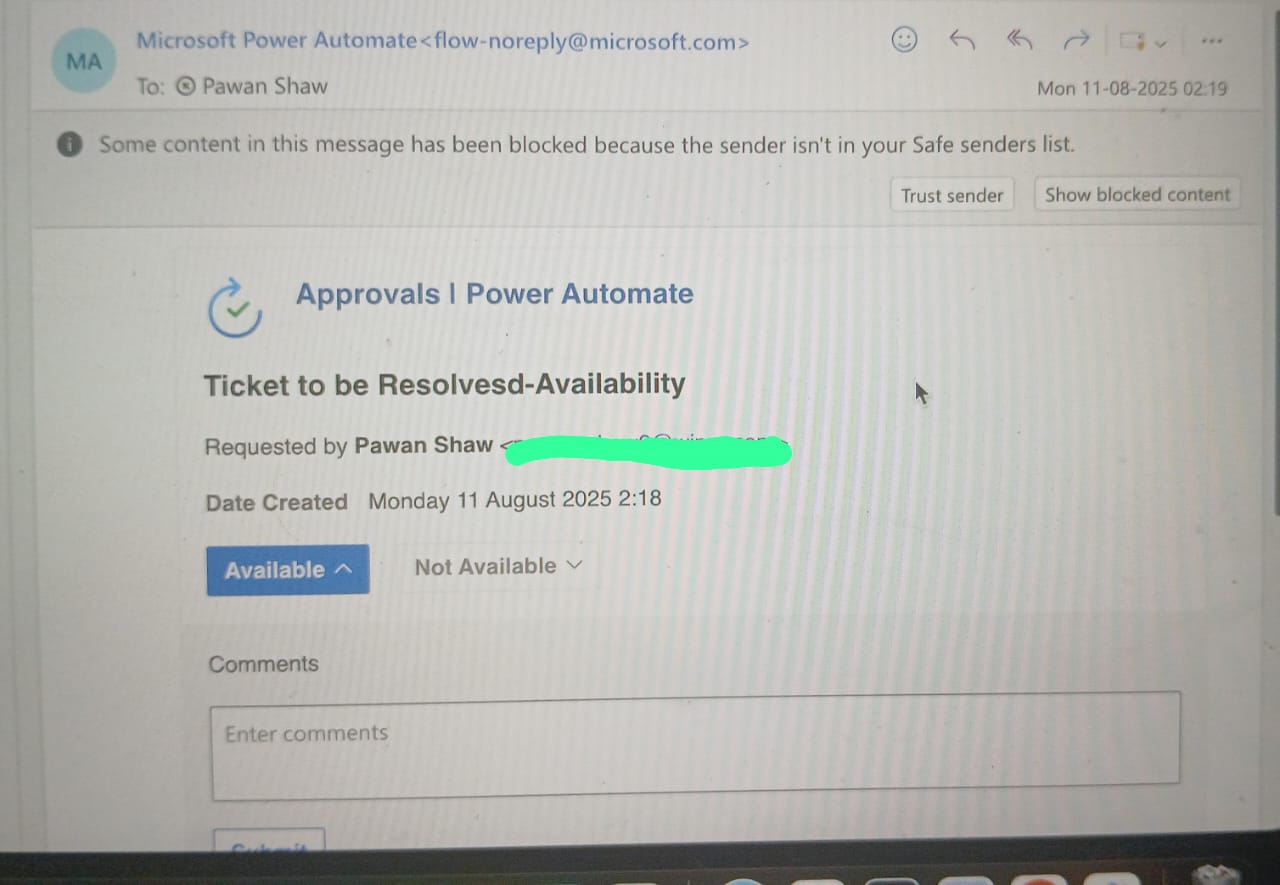 Microsoft Power Automate<flow-noreply@microsoft.com>
MA
To: Pawan Shaw
Mon 11-08-2025 02:19
Some content in this message has been blocked because the sender isn't in your Safe senders list.
Trust sender
Show blocked content
Approvals | Power Automate
Ticket to be Resolvesd-Availability
Requested by Pawan Shaw <
Date Created Monday 11 August 2025 2:18
Available
Not Available
Comments
Enter comments
Submit